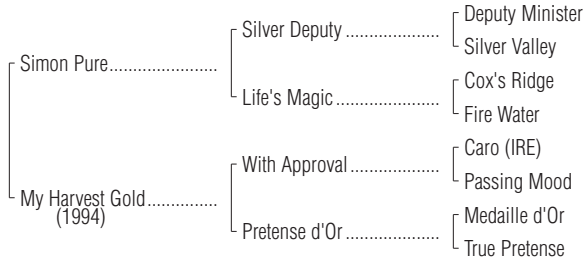 Simon Pure
My Harvest Gold
(1994)
Silver Deputy
Life's Magic
With Approval
Pretense d'Or
Deputy Minister
Silver Valley
Cox's Ridge
Fire Water
Caro (IRE)
Passing Mood
Medaille d'Or
True Pretense